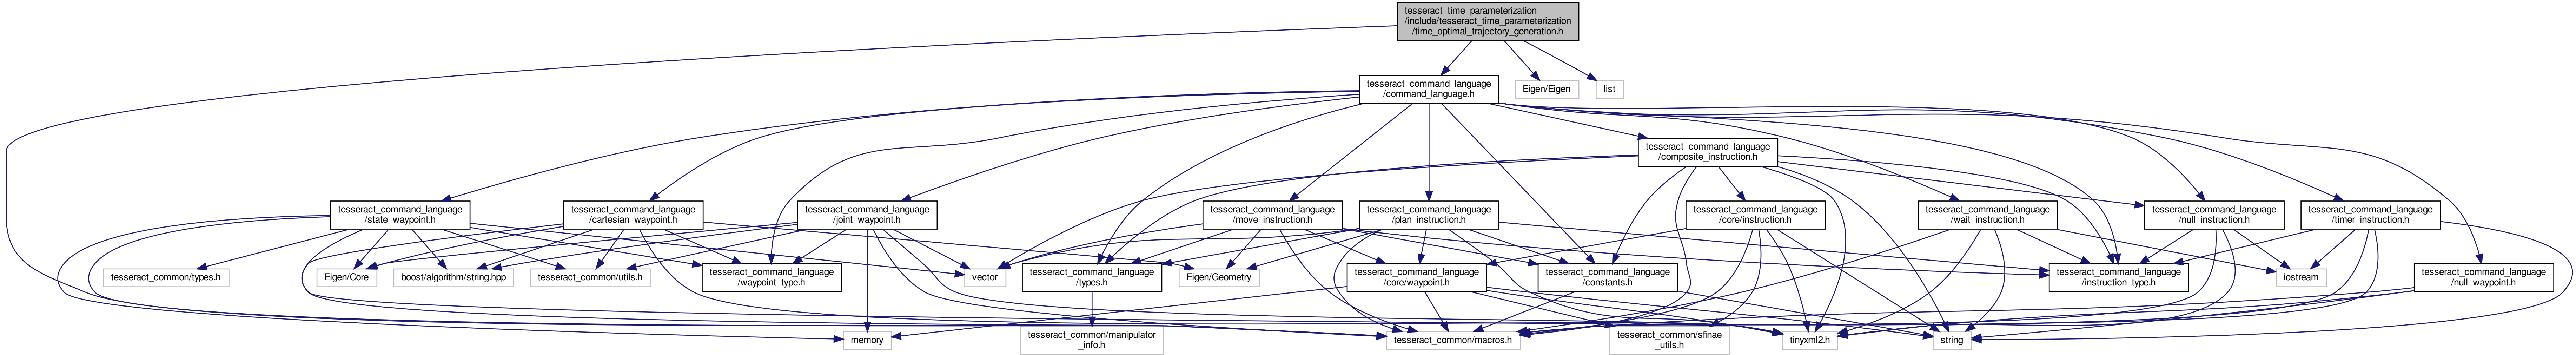 tesseract_time_parameterization
/include/tesseract_time_parameterization
/time_optimal_trajectory_generation.h
tesseract_command_language
/command_language.h
Eigen/Eigen
list
tesseract_command_language
/composite_instruction.h
tesseract_command_language
/state_waypoint.h
tesseract_command_language
/cartesian_waypoint.h
tesseract_command_language
/joint_waypoint.h
tesseract_command_language
/move_instruction.h
tesseract_command_language
/plan_instruction.h
tesseract_command_language
/core/instruction.h
tesseract_command_language
/wait_instruction.h
tesseract_command_language
/null_instruction.h
tesseract_command_language
/timer_instruction.h
tesseract_common/types.h
Eigen/Core
boost/algorithm/string.hpp
tesseract_common/utils.h
tesseract_command_language
/waypoint_type.h
vector
tesseract_command_language
/types.h
Eigen/Geometry
tesseract_command_language
/core/waypoint.h
tesseract_command_language
/constants.h
tesseract_command_language
/instruction_type.h
iostream
tesseract_command_language
/null_waypoint.h
memory
tesseract_common/manipulator
_info.h
tesseract_common/macros.h
tesseract_common/sfinae
_utils.h
tinyxml2.h
string